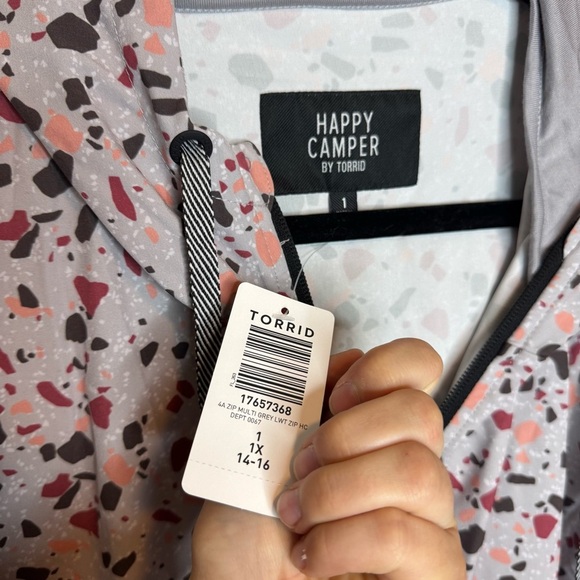 HAPPY
CAMPER
BY TORRID
1
TORRID
17657368
4A ZIP MULTI GREY LWT ZIP HC
DEPT 0067
1
1X
14-16